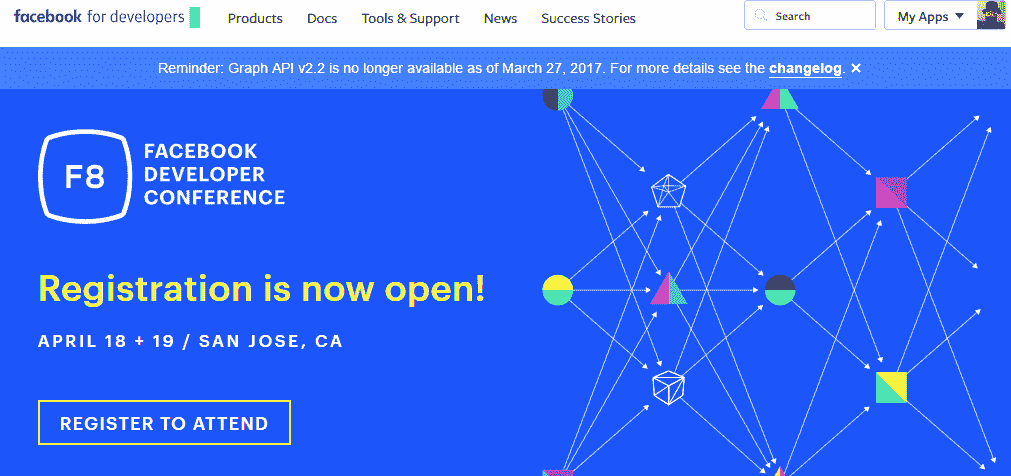 facebook for developers Products Docs Tools & Support News Success Stories Search My Apps
Reminder: Graph API v2.2 is no longer available as of March 27, 2017. For more details see the changelog. ×
F8
FACEBOOK
DEVELOPER
CONFERENCE
Registration is now open!
APRIL 18 + 19 / SAN JOSE, CA
REGISTER TO ATTEND